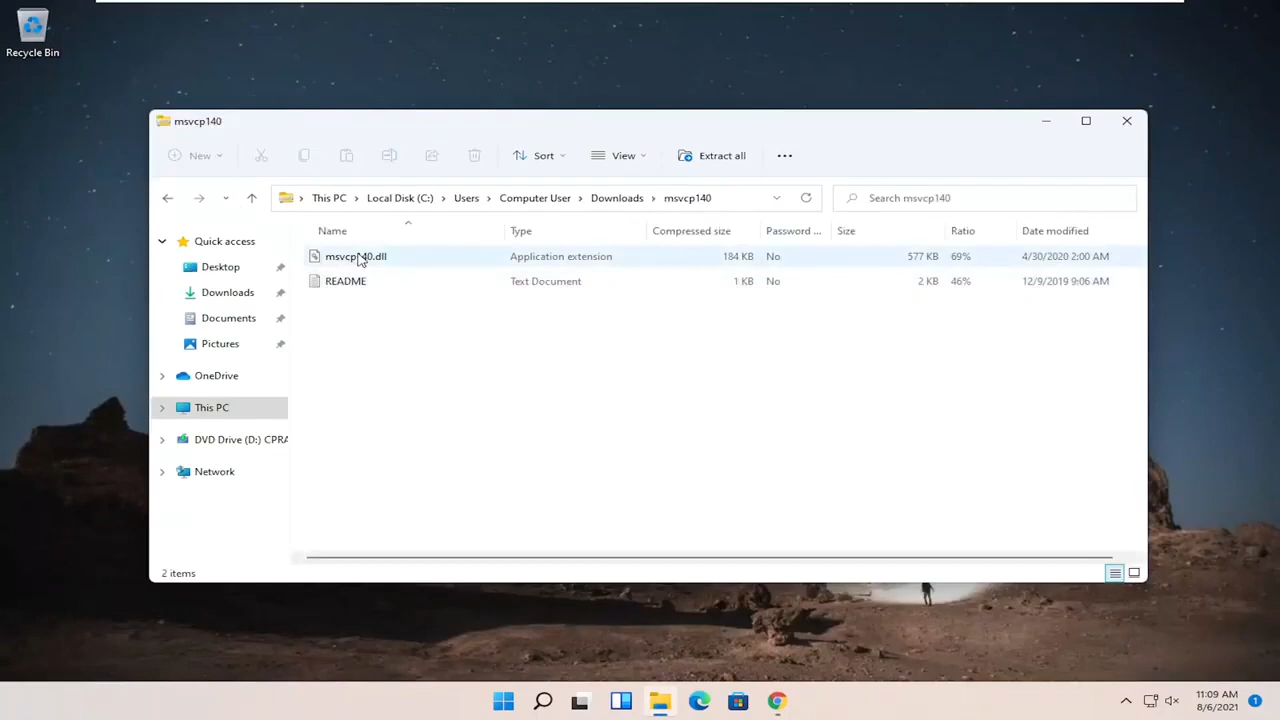 Recycle Bin
msvcp140
New
Sort
View
Extract all
This PC
Local Disk (C:)
Users
Computer User
Downloads
msvcp140
Search msvcp140
Name
Type
Compressed size
Password ...
Size
Ratio
Date modified
msvcp140.dll
Application extension
184 KB
No
577 KB
69%
4/30/2020 2:00 AM
README
Text Document
1 KB
No
2 KB
46%
12/9/2019 9:06 AM
Quick access
Desktop
Downloads
Documents
Pictures
OneDrive
This PC
DVD Drive (D:) CPRA
Network
2 items
11:09 AM
8/6/2021
1